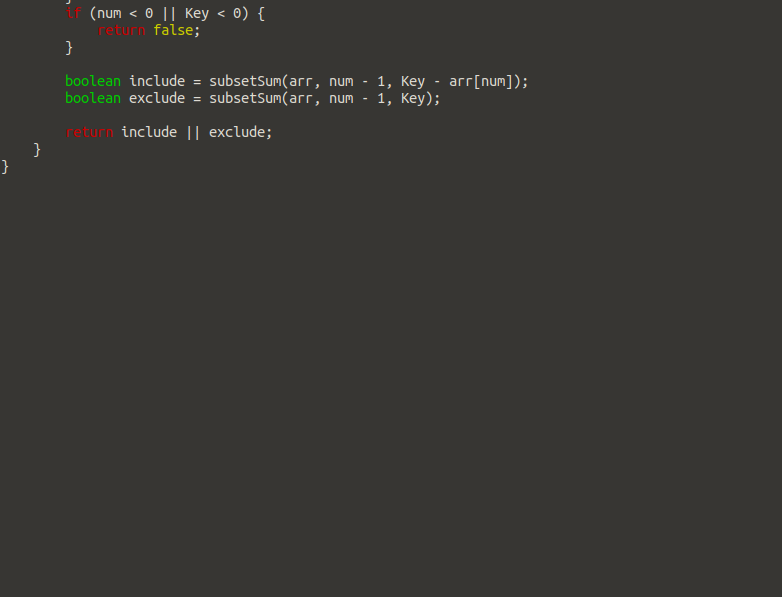 }
if (num < 0 || Key < 0) {
return false;
}
boolean include = subsetSum(arr, num - 1, Key - arr[num]);
boolean exclude = subsetSum(arr, num - 1, Key);
return include || exclude;
}
}